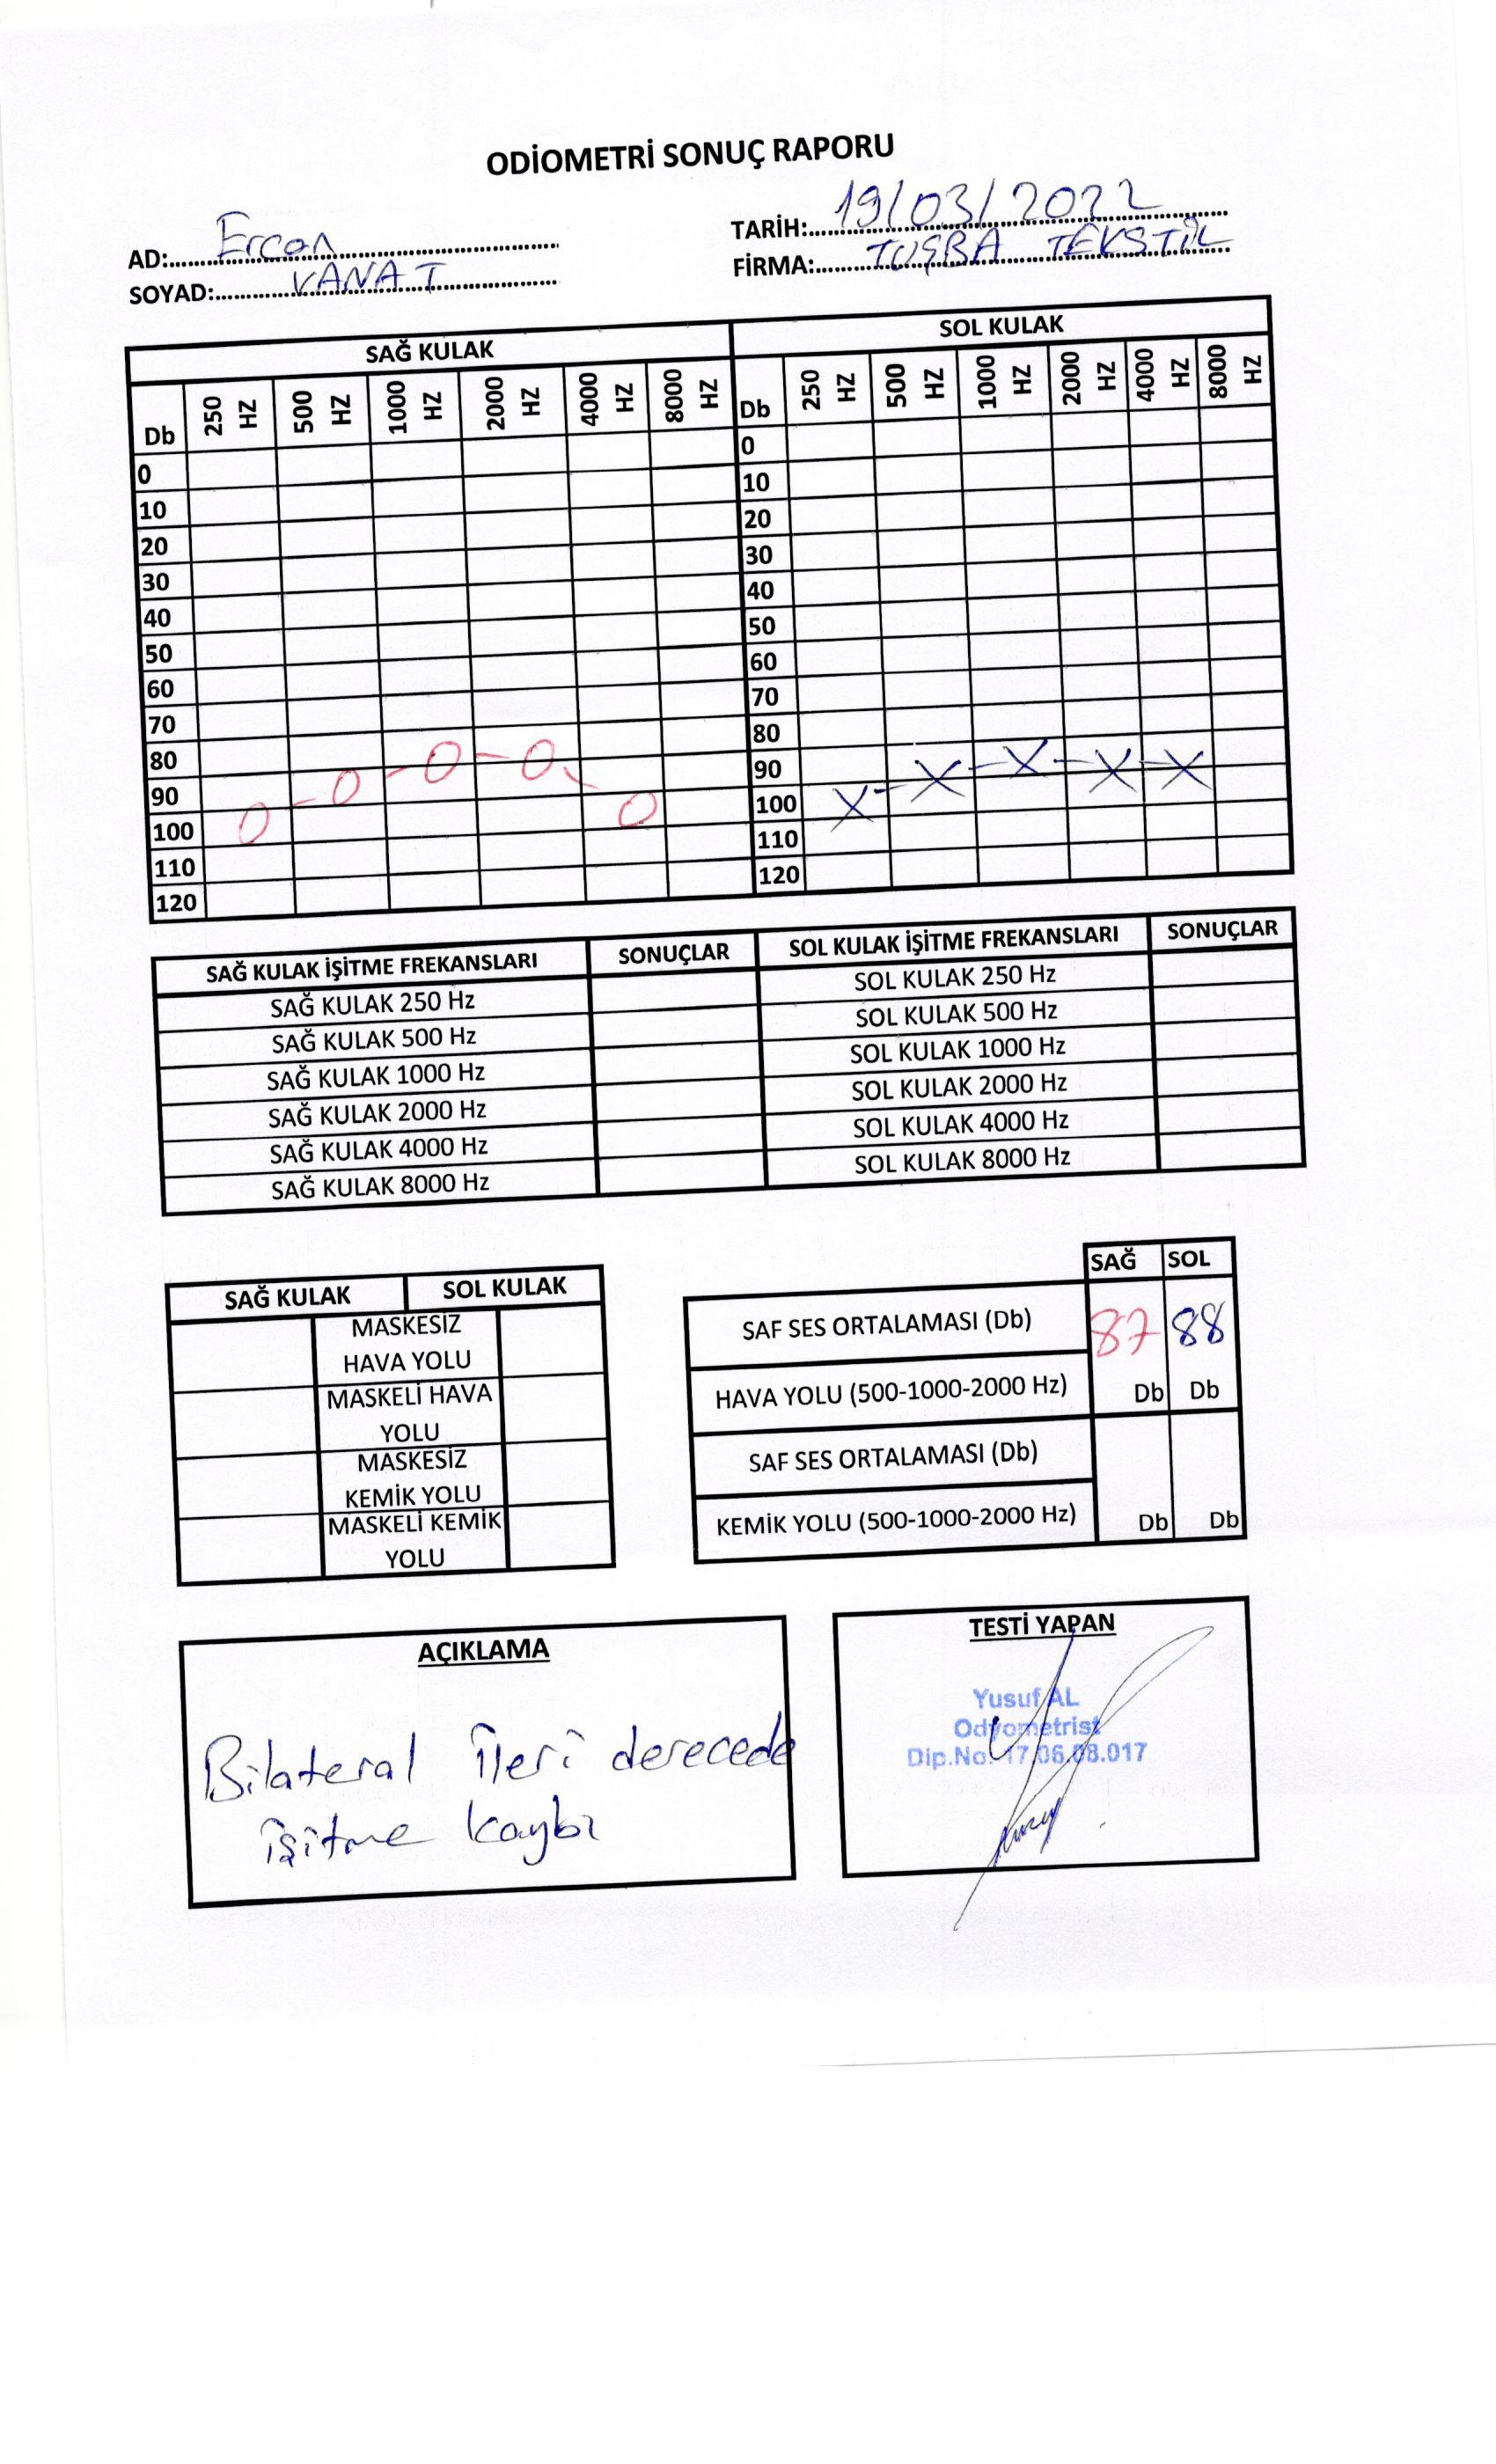 ODİOMETRİ SONUÇ RAPORU
AD: Ercan
SOYAD: VANAT
TARİH: 19/03/2022
FİRMA: TUŞBA TEKSTİL
SAĞ KULAK SOL KULAK
Db 250 HZ 500 HZ 1000 HZ 2000 HZ 4000 HZ 8000 HZ Db 250 HZ 500 HZ 1000 HZ 2000 HZ 4000 HZ 8000 HZ
0 0
10 10
20 20
30 30
40 40
50 50
60 60
70 70
80 80
90 90
100 100
110 110
120 120
SAĞ KULAK İŞİTME FREKANSLARI SONUÇLAR SOL KULAK İŞİTME FREKANSLARI SONUÇLAR
SAĞ KULAK 250 Hz SOL KULAK 250 Hz
SAĞ KULAK 500 Hz SOL KULAK 500 Hz
SAĞ KULAK 1000 Hz SOL KULAK 1000 Hz
SAĞ KULAK 2000 Hz SOL KULAK 2000 Hz
SAĞ KULAK 4000 Hz SOL KULAK 4000 Hz
SAĞ KULAK 8000 Hz SOL KULAK 8000 Hz
SAĞ KULAK SOL KULAK
MASKESİZ
HAVA YOLU
MASKELİ HAVA
YOLU
MASKESİZ
KEMİK YOLU
MASKELİ KEMİK
YOLU
SAĞ SOL
SAF SES ORTALAMASI (Db) 87 88
HAVA YOLU (500-1000-2000 Hz) Db Db
SAF SES ORTALAMASI (Db)
KEMİK YOLU (500-1000-2000 Hz) Db Db
AÇIKLAMA
Bilateral ileri derecede
işitme kaybı
TESTİ YAPAN
Yusuf AL
Odyometrist
Dip.No: 17.06.08.017